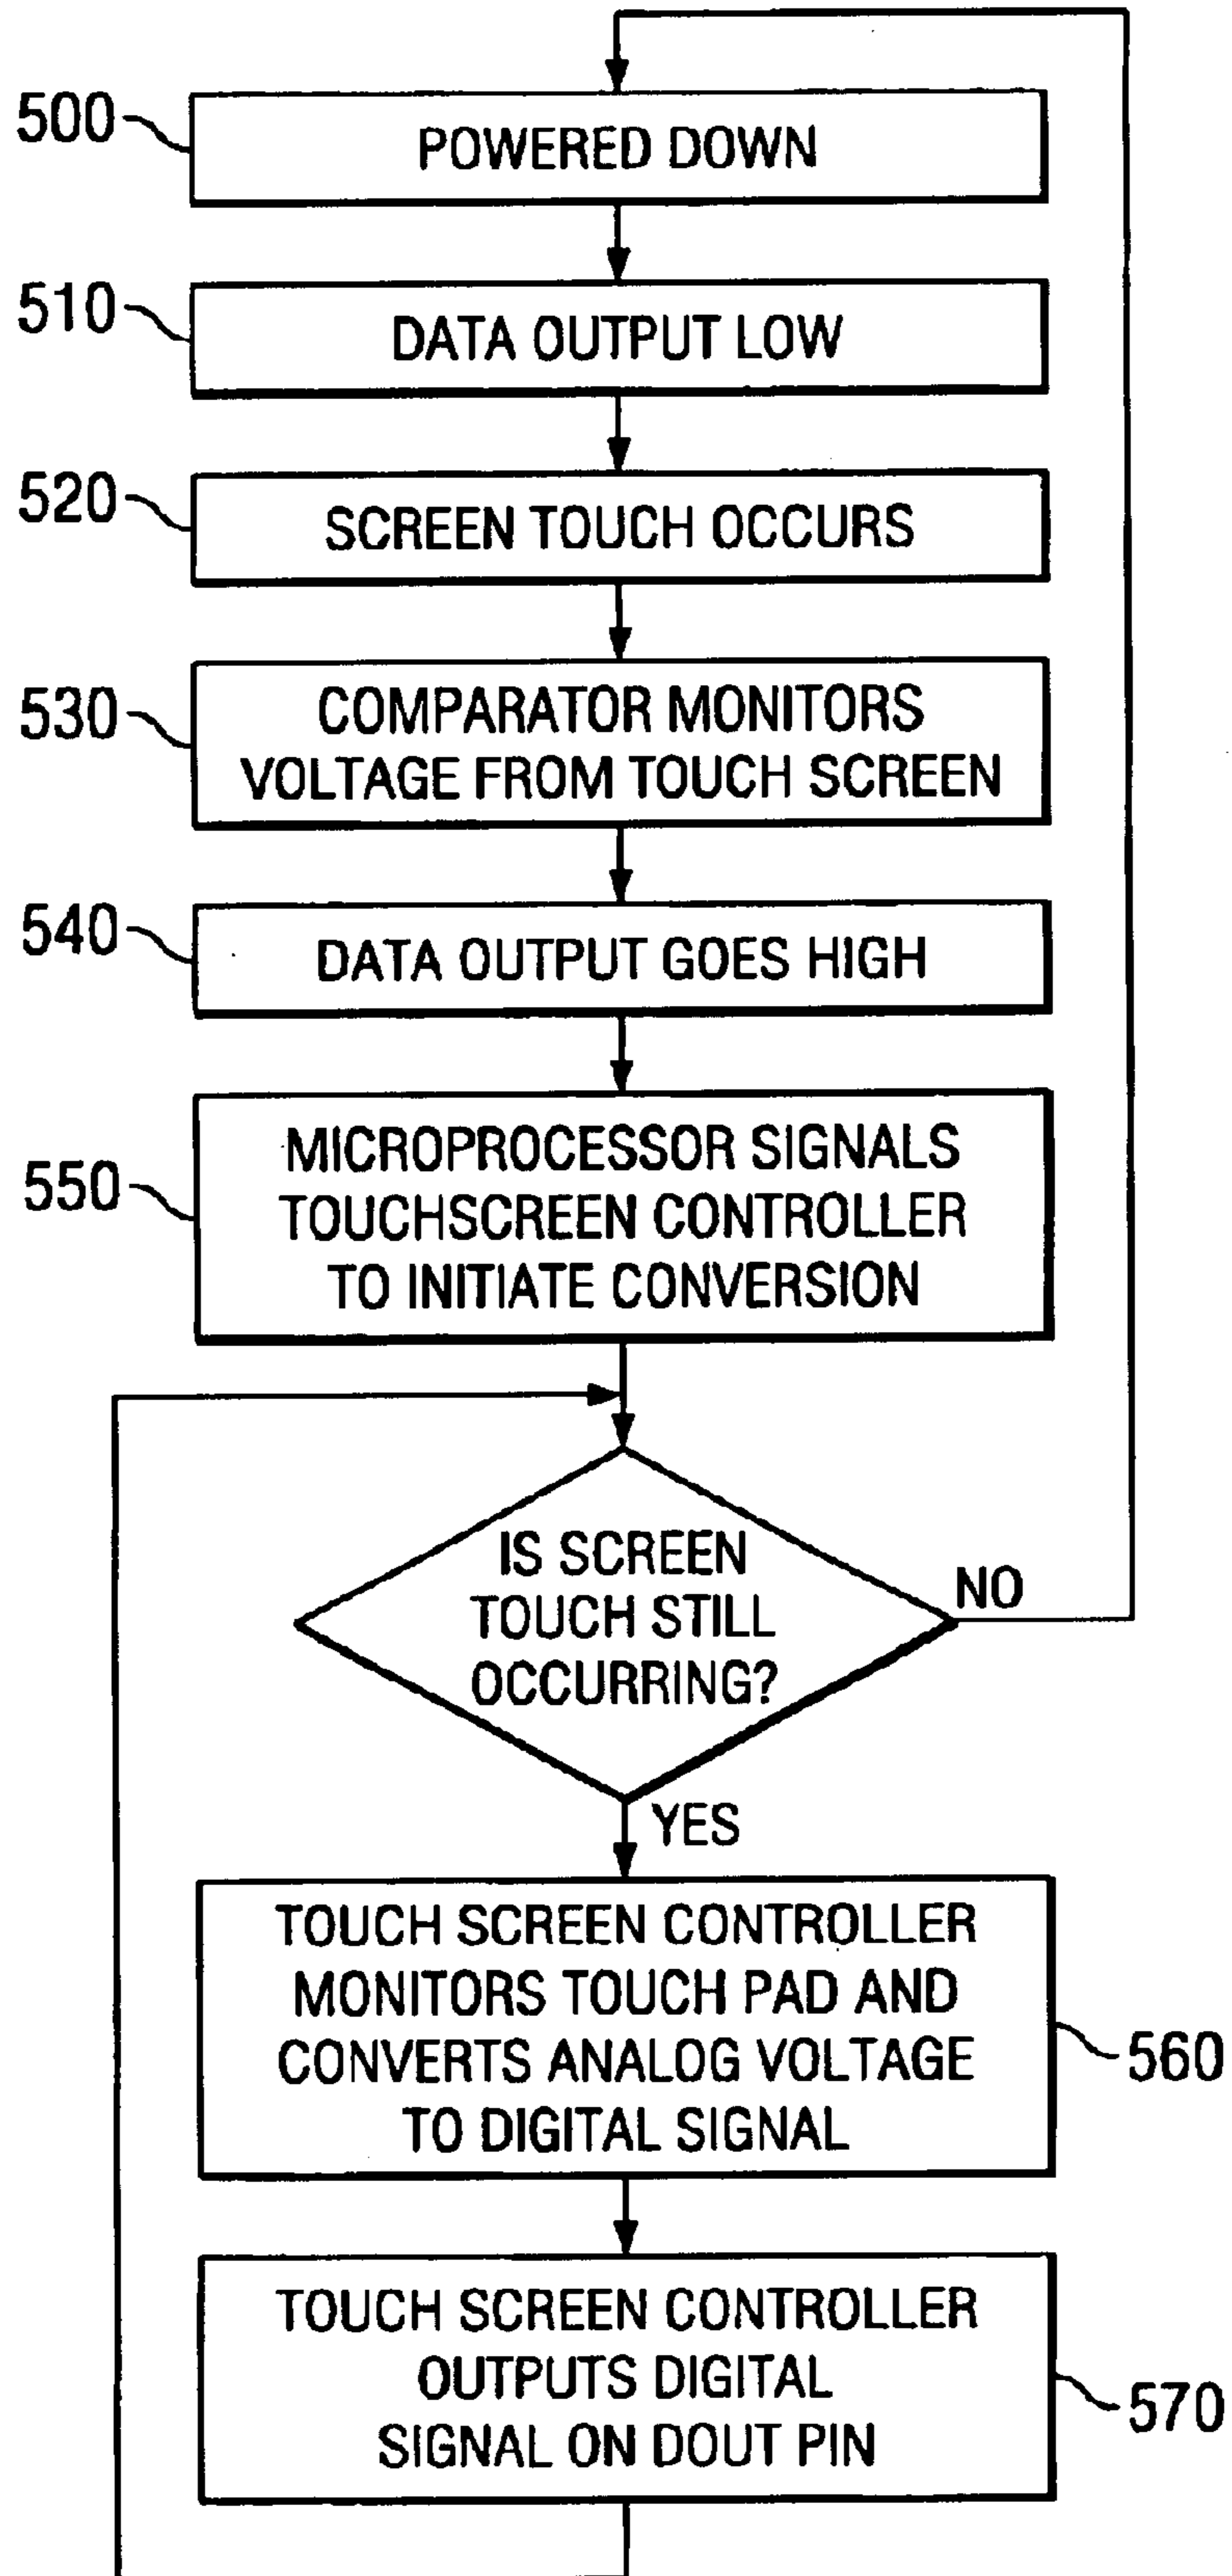 500
POWERED DOWN
510
DATA OUTPUT LOW
520
SCREEN TOUCH OCCURS
530
COMPARATOR MONITORS
VOLTAGE FROM TOUCH SCREEN
540
DATA OUTPUT GOES HIGH
550
MICROPROCESSOR SIGNALS
TOUCHSCREEN CONTROLLER
TO INITIATE CONVERSION
IS SCREEN
TOUCH STILL
OCCURRING?
NO
YES
TOUCH SCREEN CONTROLLER
MONITORS TOUCH PAD AND
CONVERTS ANALOG VOLTAGE
TO DIGITAL SIGNAL
560
TOUCH SCREEN CONTROLLER
OUTPUTS DIGITAL
SIGNAL ON DOUT PIN
570